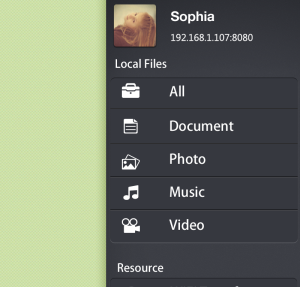 Sophia
192.168.1.107:8080
Local Files
All
Document
Photo
Music
Video
Resource